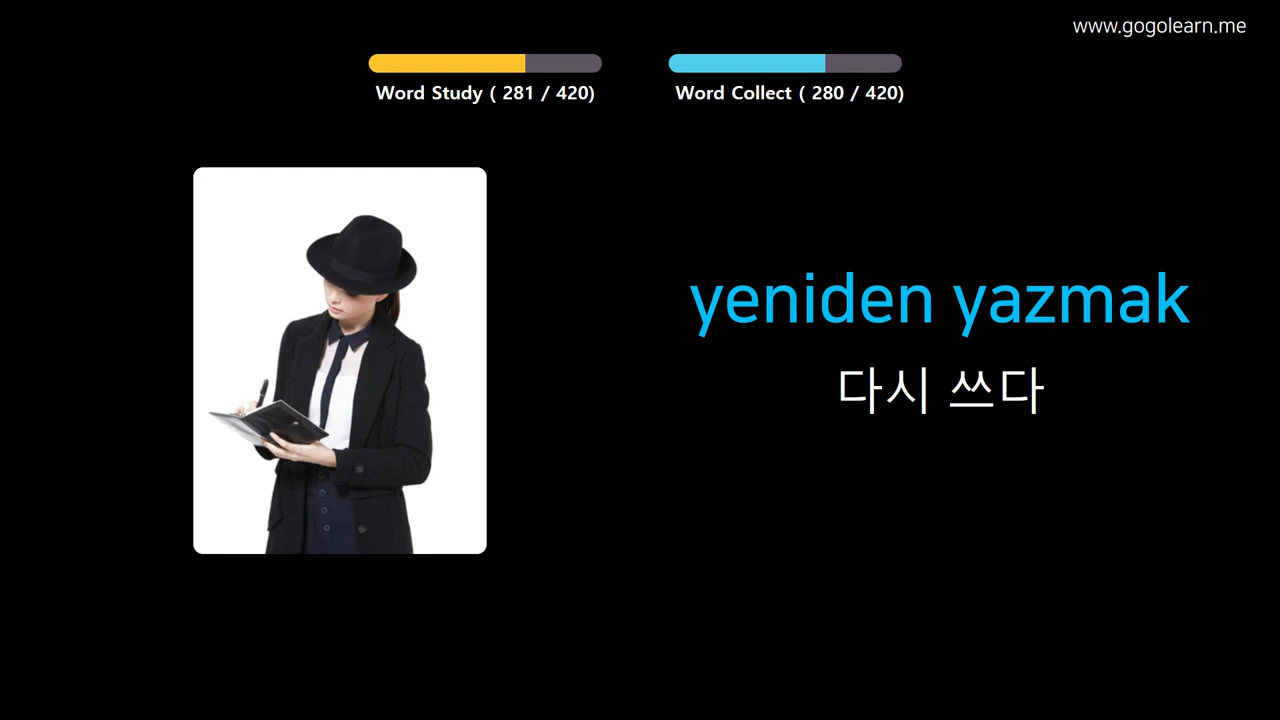 www.gogolearn.me
Word Study ( 281 / 420)
Word Collect ( 280 / 420)
yeniden yazmak
다시 쓰다